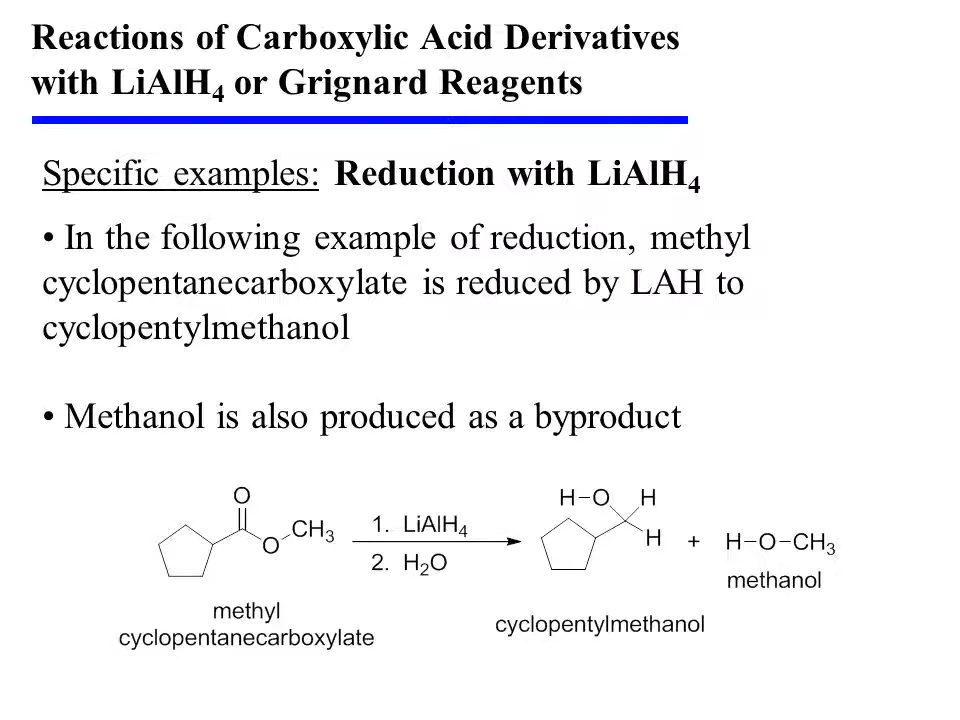 Reactions of Carboxylic Acid Derivatives
with LiAlH4 or Grignard Reagents
Specific examples: Reduction with LiAlH4
• In the following example of reduction, methyl
cyclopentanecarboxylate is reduced by LAH to
cyclopentylmethanol
• Methanol is also produced as a byproduct
O
O
CH3
1. LiAlH4
2. H2O
H-O
H
H
+
H-O-CH3
methanol
methyl
cyclopentanecarboxylate
cyclopentylmethanol